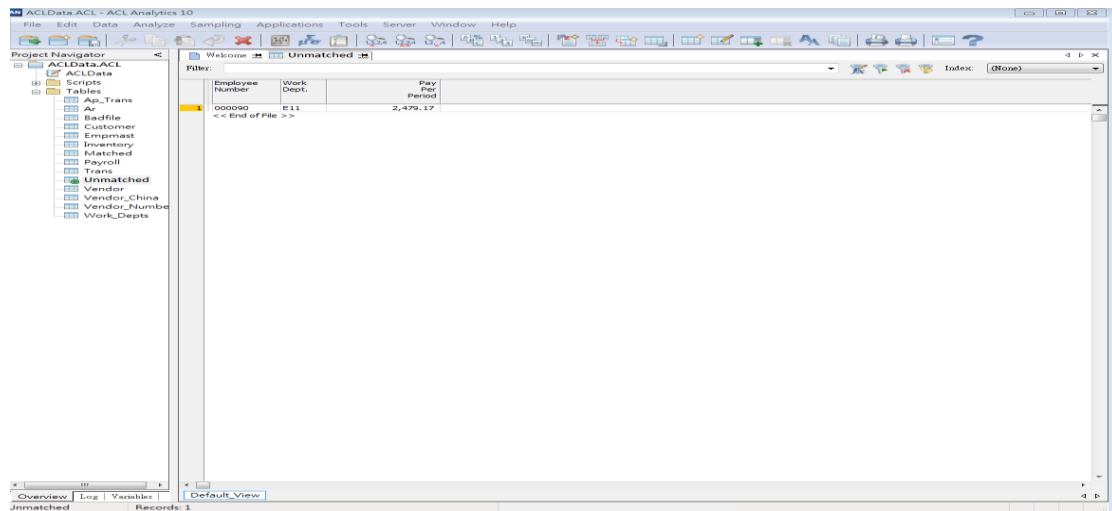 ACLData.ACL - ACL Analytics 10
File Edit Data Analyze Sampling Applications Tools Server Window Help
Project Navigator
Welcome Unmatched
ACLData.ACL
Filter: Index: (None)
ACLData
Scripts
Tables
Ap_Trans
Ar
Badfile
Customer
Empmast
Inventory
Matched
Payroll
Trans
Unmatched
Vendor
Vendor_China
Vendor_Numbe
Work_Depts
Employee Work Pay
Number Dept. Per
Period
1 000090 E11 2,479.17
<< End of File >>
Overview Log Variables
Default_View
Unmatched Records: 1